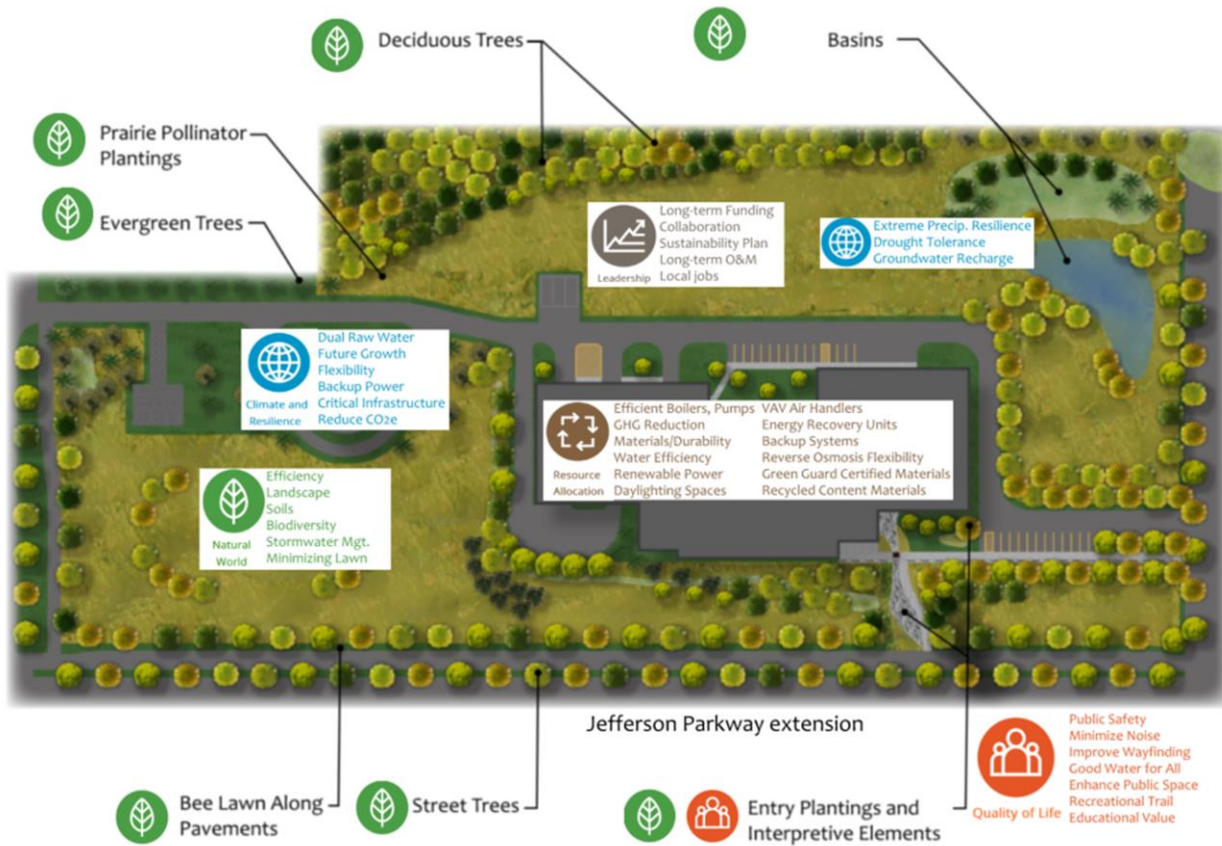 Deciduous Trees
Basins
Prairie Pollinator
Plantings
Evergreen Trees
Leadership
Long-term Funding
Collaboration
Sustainability Plan
Long-term O&M
Local jobs
Extreme Precip. Resilience
Drought Tolerance
Groundwater Recharge
Climate and
Resilience
Dual Raw Water
Future Growth
Flexibility
Backup Power
Critical Infrastructure
Reduce CO2e
Resource
Allocation
Efficient Boilers, Pumps
GHG Reduction
Materials/Durability
Water Efficiency
Renewable Power
Daylighting Spaces
VAV Air Handlers
Energy Recovery Units
Backup Systems
Reverse Osmosis Flexibility
Green Guard Certified Materials
Recycled Content Materials
Natural
World
Efficiency
Landscape
Soils
Biodiversity
Stormwater Mgt.
Minimizing Lawn
Jefferson Parkway extension
Quality of Life
Public Safety
Minimize Noise
Improve Wayfinding
Good Water for All
Enhance Public Space
Recreational Trail
Educational Value
Bee Lawn Along
Pavements
Street Trees
Entry Plantings and
Interpretive Elements